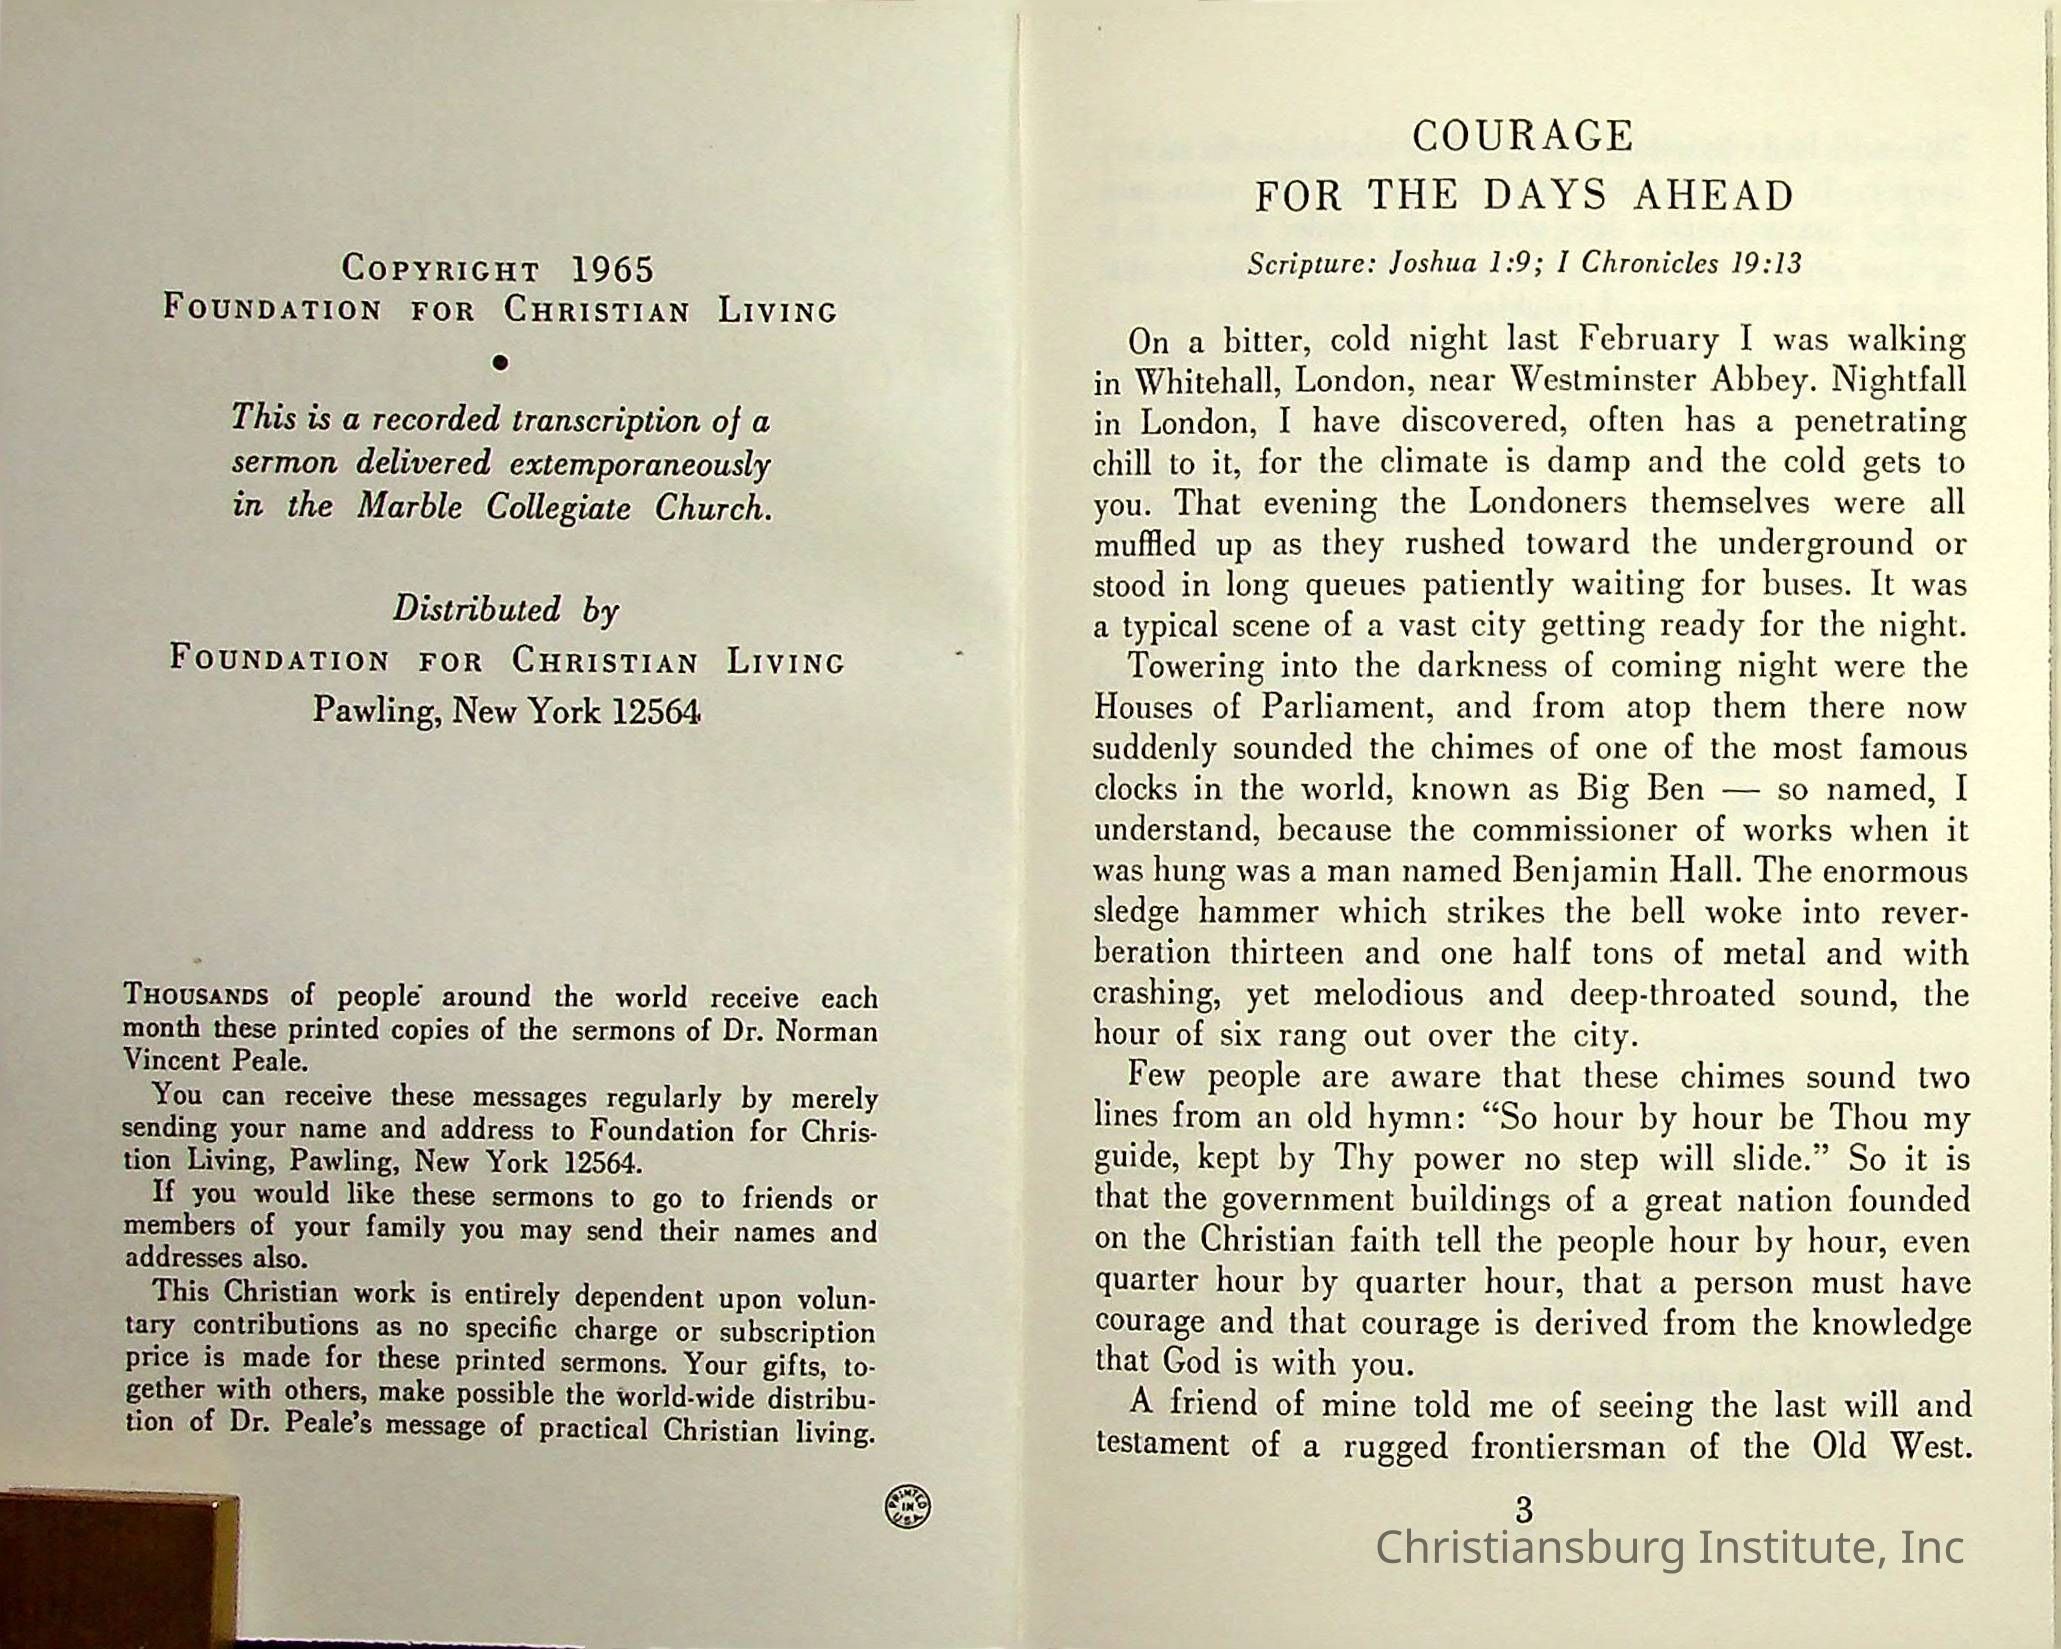 COPYRIGHT 1965
FOUNDATION FOR CHRISTIAN LIVING
•
This is a recorded transcription of a
sermon delivered extemporaneously
in the Marble Collegiate Church.
Distributed by
FOUNDATION FOR CHRISTIAN LIVING
Pawling, New York 12564
THOUSANDS of people around the world receive each
month these printed copies of the sermons of Dr. Norman
Vincent Peale.
You can receive these messages regularly by merely
sending your name and address to Foundation for Chris-
tion Living, Pawling, New York 12564.
If you would like these sermons to go to friends or
members of your family you may send their names and
addresses also.
This Christian work is entirely dependent upon volun-
tary contributions as no specific charge or subscription
price is made for these printed sermons. Your gifts, to-
gether with others, make possible the world-wide distribu-
tion of Dr. Peale's message of practical Christian living.
PRINTED
IN
U.S.A.
COURAGE
FOR THE DAYS AHEAD
Scripture: Joshua 1:9; I Chronicles 19:13
On a bitter, cold night last February I was walking
in Whitehall, London, near Westminster Abbey. Nightfall
in London, I have discovered, often has a penetrating
chill to it, for the climate is damp and the cold gets to
you. That evening the Londoners themselves were all
muffled up as they rushed toward the underground or
stood in long queues patiently waiting for buses. It was
a typical scene of a vast city getting ready for the night.
Towering into the darkness of coming night were the
Houses of Parliament, and from atop them there now
suddenly sounded the chimes of one of the most famous
clocks in the world, known as Big Ben — so named, I
understand, because the commissioner of works when it
was hung was a man named Benjamin Hall. The enormous
sledge hammer which strikes the bell woke into rever-
beration thirteen and one half tons of metal and with
crashing, yet melodious and deep-throated sound, the
hour of six rang out over the city.
Few people are aware that these chimes sound two
lines from an old hymn: “So hour by hour be Thou my
guide, kept by Thy power no step will slide.” So it is
that the government buildings of a great nation founded
on the Christian faith tell the people hour by hour, even
quarter hour by quarter hour, that a person must have
courage and that courage is derived from the knowledge
that God is with you.
A friend of mine told me of seeing the last will and
testament of a rugged frontiersman of the Old West.
3
Christiansburg Institute, Inc